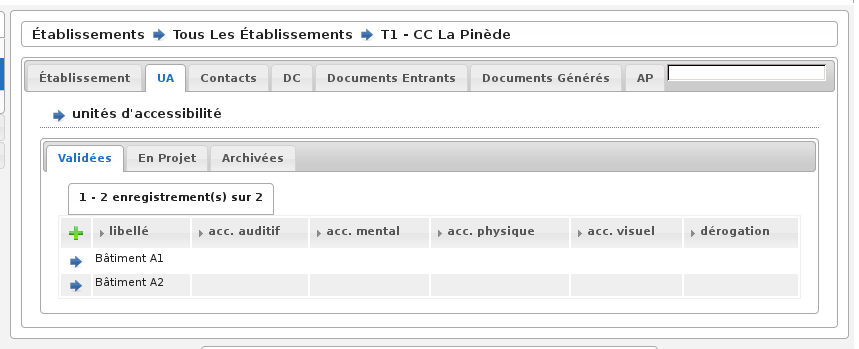 Établissements Tous Les Établissements T1 - CC La Pinède
Établissement UA Contacts DC Documents Entrants Documents Générés AP
unités d'accessibilité
Validées En Projet Archivées
1 - 2 enregistrement(s) sur 2
libellé acc. auditif acc. mental acc. physique acc. visuel dérogation
Bâtiment A1
Bâtiment A2